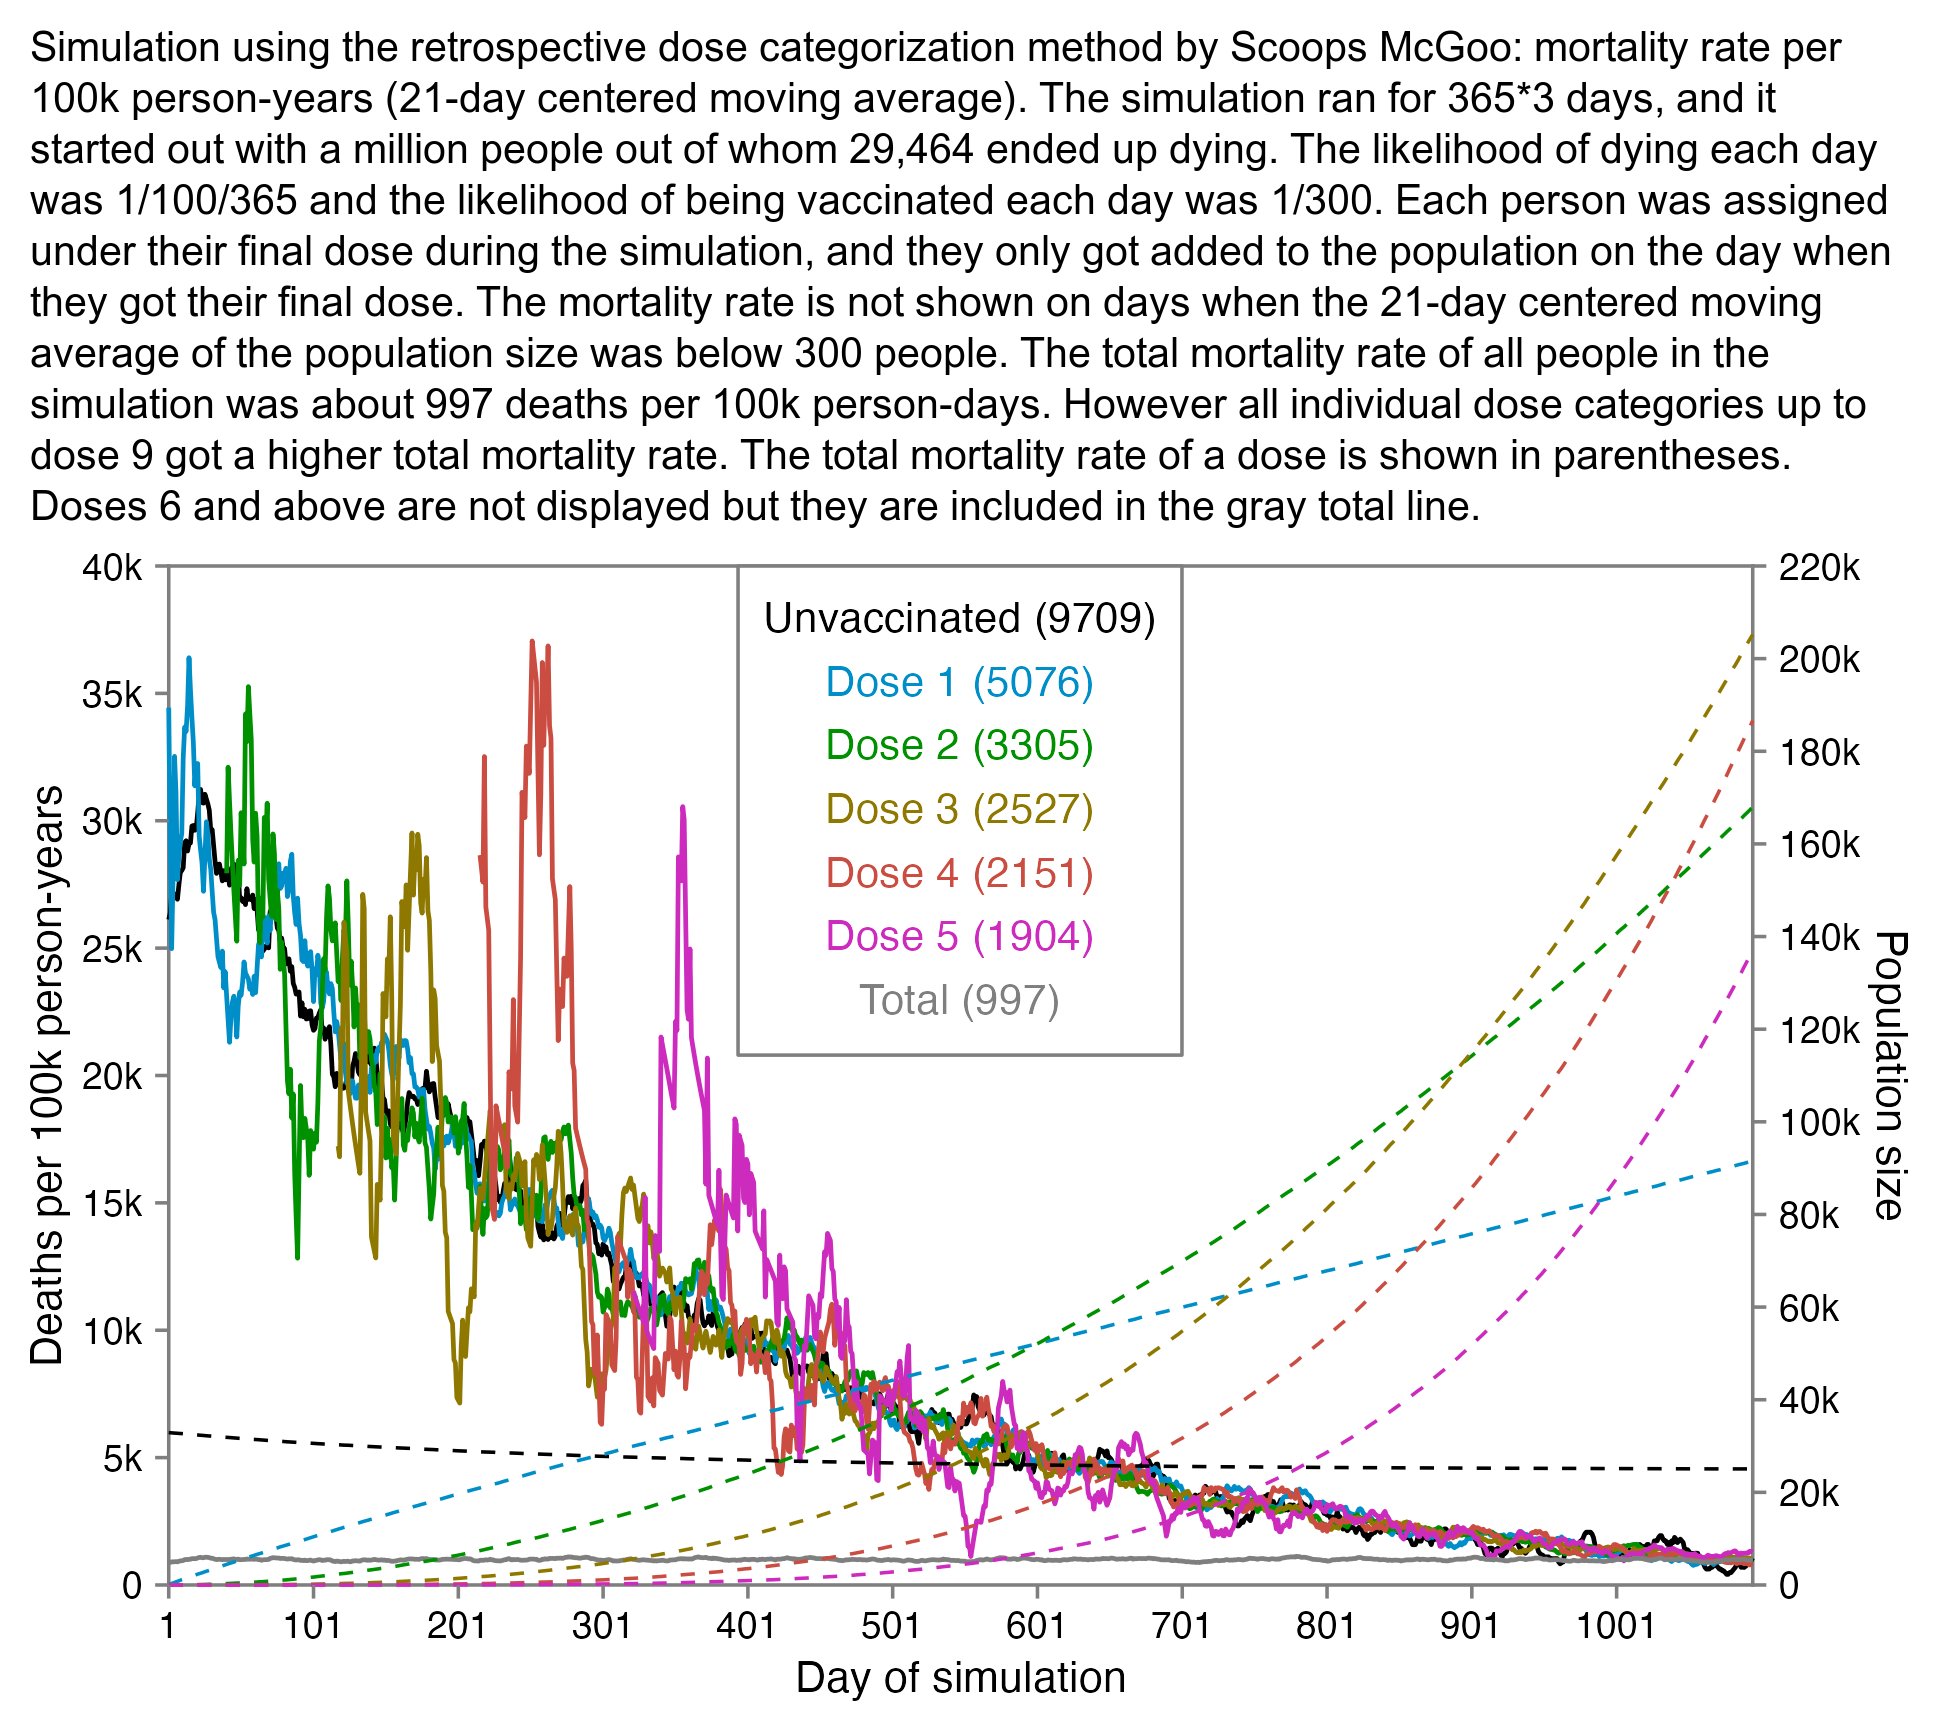 Simulation using the retrospective dose categorization method by Scoops McGoo: mortality rate per
100k person-years (21-day centered moving average). The simulation ran for 365*3 days, and it
started out with a million people out of whom 29,464 ended up dying. The likelihood of dying each day
was 1/100/365 and the likelihood of being vaccinated each day was 1/300. Each person was assigned
under their final dose during the simulation, and they only got added to the population on the day when
they got their final dose. The mortality rate is not shown on days when the 21-day centered moving
average of the population size was below 300 people. The total mortality rate of all people in the
simulation was about 997 deaths per 100k person-days. However all individual dose categories up to
dose 9 got a higher total mortality rate. The total mortality rate of a dose is shown in parentheses.
Doses 6 and above are not displayed but they are included in the gray total line.
40k
35k
30k
25k
20k
15k
10k
5k
0
Deaths per 100k person-years
Unvaccinated (9709)
Dose 1 (5076)
Dose 2 (3305)
Dose 3 (2527)
Dose 4 (2151)
Dose 5 (1904)
Total (997)
220k
200k
180k
160k
140k
120k
100k
80k
60k
40k
20k
0
Population size
1 101 201 301 401 501 601 701 801 901 1001
Day of simulation